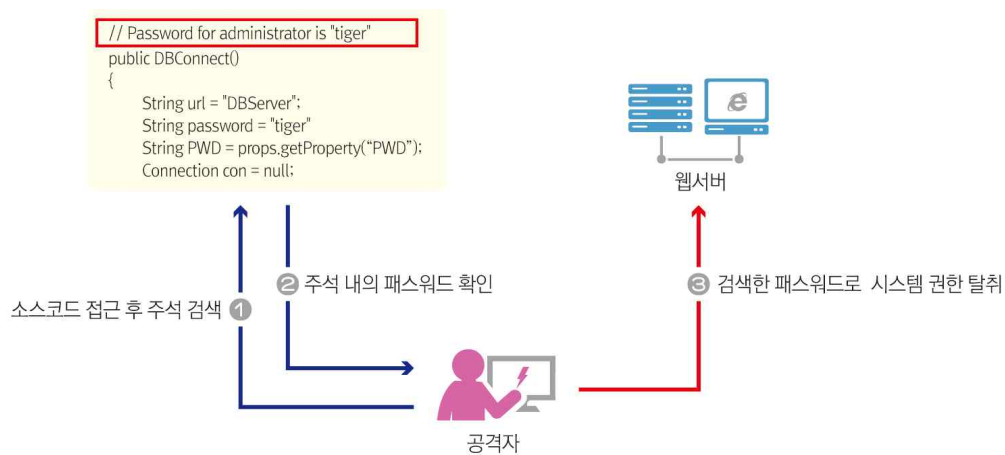 // Password for administrator is "tiger"
public DBConnect()
{
String url = "DBServer";
String password = "tiger"
String PWD = props.getProperty(“PWD”);
Connection con = null;
웹서버
② 주석 내의 패스워드 확인
③ 검색한 패스워드로 시스템 권한 탈취
소스코드 접근 후 주석 검색 ①
공격자